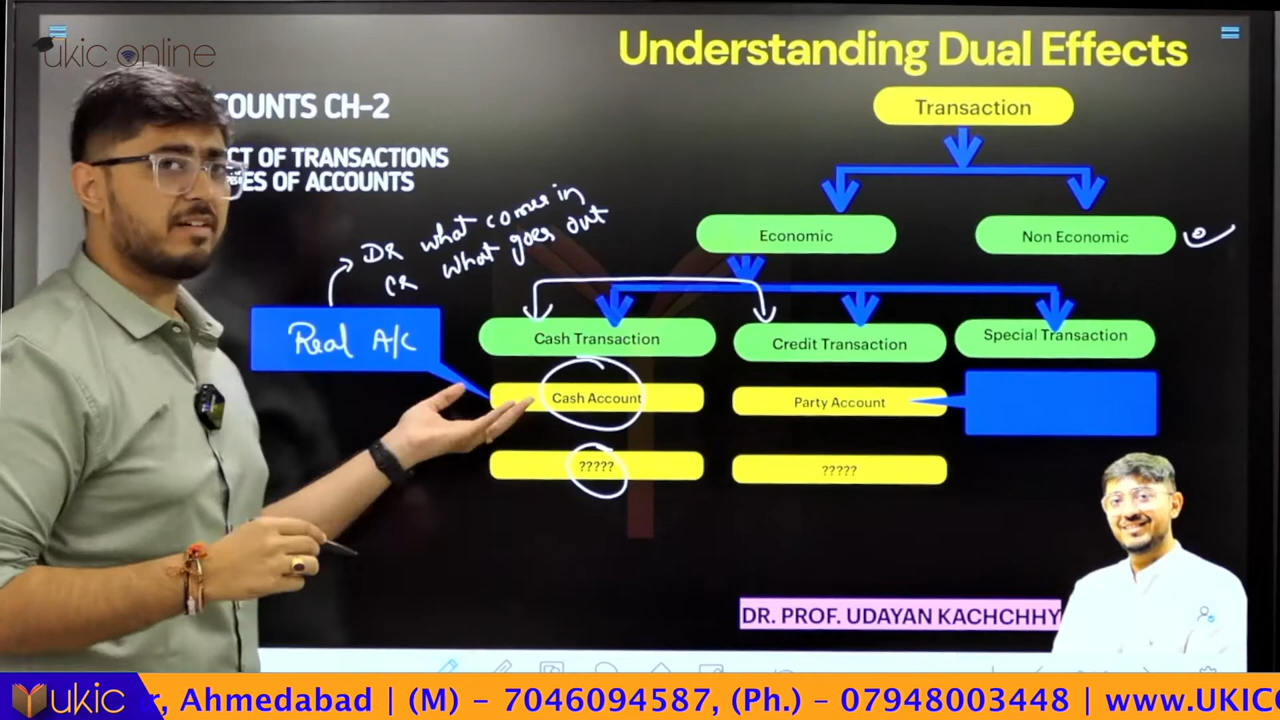 ukic online
Understanding Dual Effects
COUNTS CH-2
CT OF TRANSACTIONS
ES OF ACCOUNTS
Transaction
Economic
Non Economic
DR what comes in
CR what goes out
Real A/c
Cash Transaction
Credit Transaction
Special Transaction
Cash Account
Party Account
?????
?????
DR. PROF. UDAYAN KACHCHHY
ukic
r, Ahmedabad | (M) – 7046094587, (Ph.) – 07948003448 | www.UKICO